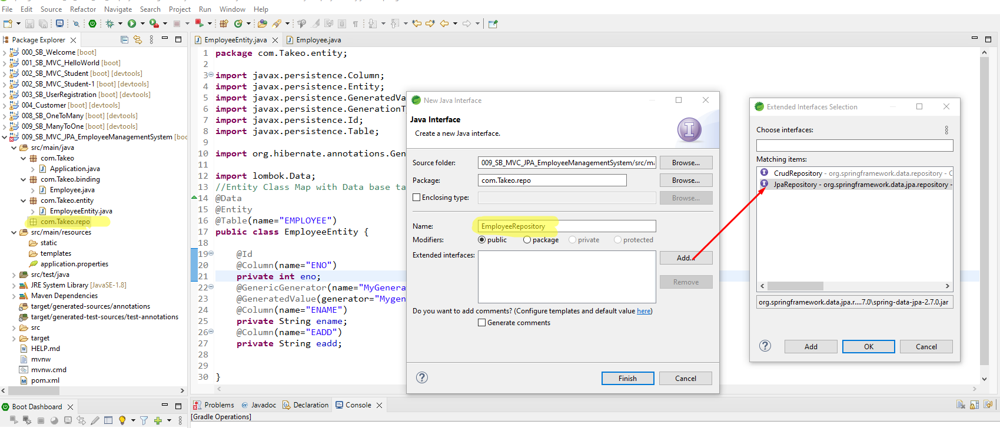 File Edit Source Refactor Navigate Search Project Run Window Help
Package Explorer
000_SB_Welcome [boot]
001_SB_MVC_HelloWorld [boot]
002_SB_MVC_Student [boot] [devtools]
002_SB_MVC_Student-1 [boot] [devtools]
003_SB_UserRegistration [boot] [devtools]
004_Customer [boot] [devtools]
008_SB_OneToMany [boot] [devtools]
009_SB_ManyToOne [boot] [devtools]
009_SB_MVC_JPA_EmployeeManagementSystem [boo
src/main/java
com.Takeo
Application.java
com.Takeo.binding
Employee.java
com.Takeo.entity
EmployeeEntity.java
com.Takeo.repo
src/main/resources
static
templates
application.properties
src/test/java
JRE System Library [JavaSE-1.8]
Maven Dependencies
target/generated-sources/annotations
target/generated-test-sources/test-annotations
src
target
HELP.md
mvnw
mvnw.cmd
pom.xml
Boot Dashboard
EmployeeEntity.java Employee.java
1 package com.Takeo.entity;
2
3 import javax.persistence.Column;
4 import javax.persistence.Entity;
5 import javax.persistence.GeneratedVa
6 import javax.persistence.GenerationT
7 import javax.persistence.Id;
8 import javax.persistence.Table;
9
10 import org.hibernate.annotations.Gen
11
12 import lombok.Data;
13 //Entity Class Map with Data base ta
14 @Data
15 @Entity
16 @Table(name="EMPLOYEE")
17 public class EmployeeEntity {
18
19 @Id
20 @Column(name="ENO")
21 private int eno;
22 @GenericGenerator(name="MyGenera
23 @GeneratedValue(generator="Mygen
24 @Column(name="ENAME")
25 private String ename;
26 @Column(name="EADD")
27 private String eadd;
28
29
30 }
New Java Interface
Java Interface
Create a new Java interface.
Source folder: 009_SB_MVC_JPA_EmployeeManagementSystem/src/ma Browse...
Package: com.Takeo.repo Browse...
Enclosing type: Browse...
Name: EmployeeRepository
Modifiers: public package private protected
Extended interfaces: Add...
Remove
Do you want to add comments? (Configure templates and default value here)
Generate comments
Finish Cancel
Extended Interfaces Selection
Choose interfaces:
Matching items:
CrudRepository - org.springframework.data.repository - C
JpaRepository - org.springframework.data.jpa.repository -
org.springframework.data.jpa.r....7.0\spring-data-jpa-2.7.0.jar
Add OK Cancel
Problems Javadoc Declaration Console
[Gradle Operations]